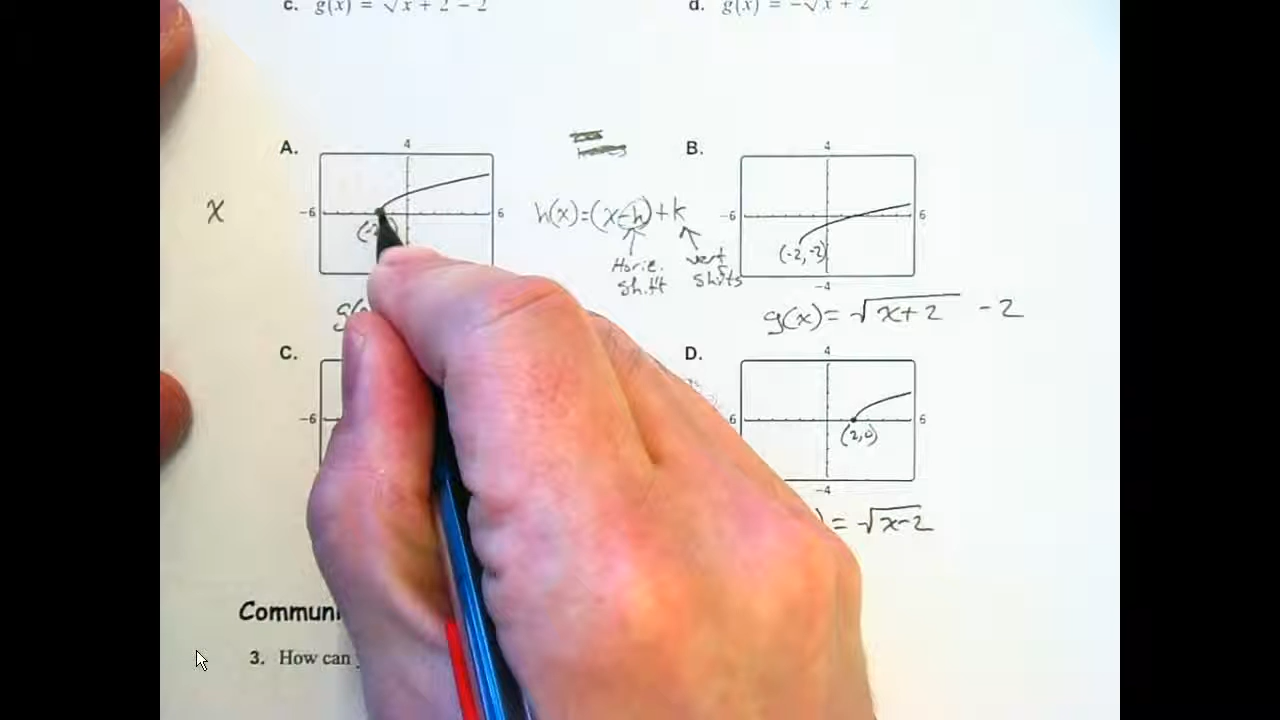 c. g(x) = √x + 2 − 2
d. g(x) = −√x + 2
A.
4
−6
6
x
h(x)=(x−h)+k
Horiz. shift
vert shifts
B.
4
−6
6
−4
(-2,-2)
g(x)= √x+2 -2
C.
−6
D.
4
6
6
−4
(2,0)
) = √x-2
Communi
3. How can